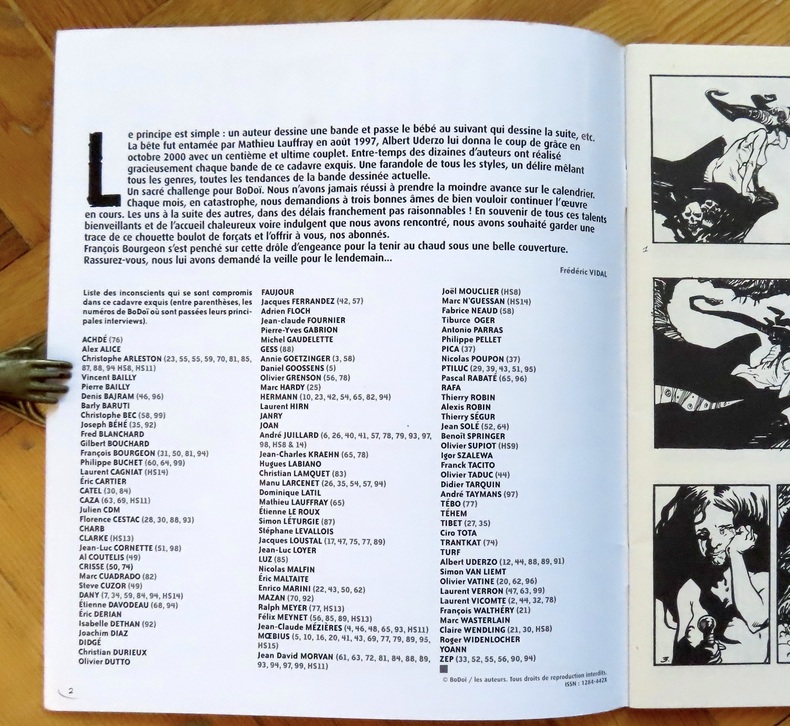 Le principe est simple : un auteur dessine une bande et passe le bébé au suivant qui dessine la suite, etc.
La bête fut entamée par Mathieu Lauffray en août 1997, Albert Uderzo lui donna le coup de grâce en
octobre 2000 avec un centième et ultime couplet. Entre-temps des dizaines d'auteurs ont réalisé
gracieusement chaque bande de ce cadavre exquis. Une farandole de tous les styles, un délire mêlant
tous les genres, toutes les tendances de la bande dessinée actuelle.
Un sacré challenge pour BoDoï. Nous n'avons jamais réussi à prendre la moindre avance sur le calendrier.
Chaque mois, en catastrophe, nous demandions à trois bonnes âmes de bien vouloir continuer l'œuvre
en cours. Les uns à la suite des autres, dans des délais franchement pas raisonnables ! En souvenir de tous ces talents
bienveillants et de l'accueil chaleureux voire indulgent que nous avons rencontré, nous avons souhaité garder une
trace de ce chouette boulot de forçats et l'offrir à vous, nos abonnés.
François Bourgeon s'est penché sur cette drôle d'engeance pour la tenir au chaud sous une belle couverture.
Rassurez-vous, nous lui avons demandé la veille pour le lendemain...
Frédéric VIDAL
Liste des inconscients qui se sont compromis
dans ce cadavre exquis (entre parenthèses, les
numéros de BoDoï où sont passées leurs princi-
pales interviews).
ACHDÉ (76)
Alex ALICE
Christophe ARLESTON (23, 55, 55, 59, 70, 81, 85,
87, 88, 94 HS8, HS11)
Vincent BAILLY
Pierre BAILLY
Denis BAJRAM (46, 96)
Barly BARUTI
Christophe BEC (58, 99)
Joseph BÉHÉ (35, 92)
Fred BLANCHARD
Gilbert BOUCHARD
François BOURGEON (31, 50, 81, 94)
Philippe BUCHET (60, 64, 99)
Laurent CAGNIAT (HS14)
Éric CARTIER
CATEL (30, 84)
CAZA (63, 69, HS11)
Julien CDM
Florence CESTAC (28, 30, 88, 93)
CHARB
CLARKE (HS13)
Jean-Luc CORNETTE (51, 98)
Al COUTELIS (49)
CRISSE (50, 74)
Marc CUADRADO (82)
Steve CUZOR (49)
DANY (7, 34, 59, 84, 94, HS14)
Étienne DAVODEAU (68, 94)
Éric DERIAN
Isabelle DETHAN (92)
Joachim DIAZ
DIDGÉ
Christian DURIEUX
Olivier DUTTO
FAUJOUR
Jacques FERRANDEZ (42, 57)
Adrien FLOCH
Jean-claude FOURNIER
Pierre-Yves GABRION
Michel GAUDELETTE
GESS (88)
Annie GOETZINGER (3, 58)
Daniel GOOSSENS (5)
Olivier GRENSON (56, 78)
Marc HARDY (25)
HERMANN (10, 23, 42, 54, 65, 82, 94)
Laurent HIRN
JANRY
JOAN
André JUILLARD (6, 26, 40, 41, 57, 78, 79, 93, 97,
98, HS8 & 14)
Jean-Charles KRAEHN (65, 78)
Hugues LABIANO
Christian LAMQUET (83)
Manu LARCENET (26, 35, 54, 57, 94)
Dominique LATIL
Mathieu LAUFFRAY (65)
Étienne LE ROUX
Simon LÉTURGIE (87)
Stéphane LEVALLOIS
Jacques LOUSTAL (17, 47, 75, 77, 89)
Jean-Luc LOYER
LUZ (85)
Nicolas MALFIN
Éric MALTAITE
Enrico MARINI (22, 43, 50, 62)
MAZAN (70, 92)
Ralph MEYER (77, HS13)
Félix MEYNET (56, 85, 89, HS13)
Jean-Claude MÉZIÈRES (4, 46, 48, 65, 93, HS11)
MŒBIUS (5, 10, 16, 20, 41, 43, 69, 77, 79, 89, 95,
HS15)
Jean David MORVAN (61, 63, 72, 81, 84, 88, 89,
93, 94, 97, 99, HS11)
Joël MOUCLIER (HS8)
Marc N'GUESSAN (HS14)
Fabrice NEAUD (58)
Tiburce OGER
Antonio PARRAS
Philippe PELLET
PICA (37)
Nicolas POUPON (37)
PTILUC (29, 39, 43, 51, 95)
Pascal RABATÉ (65, 96)
RAFA
Thierry ROBIN
Alexis ROBIN
Thierry SÉGUR
Jean SOLÉ (52, 64)
Benoît SPRINGER
Olivier SUPIOT (HS9)
Igor SZALEWA
Franck TACITO
Olivier TADUC (44)
Didier TARQUIN
André TAYMANS (97)
TÉBO (77)
TÉHEM
TIBET (27, 35)
Ciro TOTA
TRANTKAT (74)
TURF
Albert UDERZO (12, 44, 88, 89, 91)
Simon VAN LIEMT
Olivier VATINE (20, 62, 96)
Laurent VERRON (47, 63, 99)
Laurent VICOMTE (2, 44, 32, 78)
François WALTHÉRY (21)
Marc WASTERLAIN
Claire WENDLING (21, 30, HS8)
Roger WIDENLOCHER
YOANN
ZEP (33, 52, 55, 56, 90, 94)
© BoDoï / les auteurs. Tous droits de reproduction interdits.
ISSN : 1284-442X
2
3.